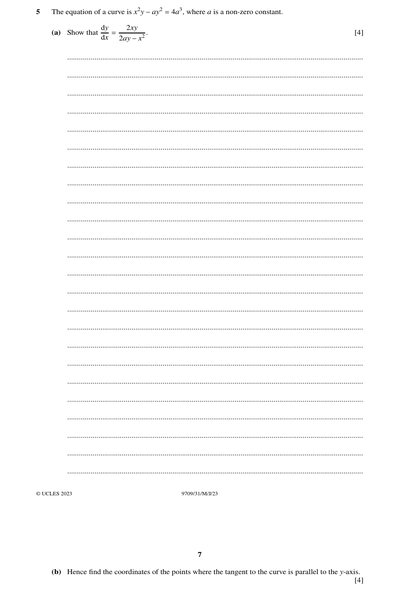 5 The equation of a curve is x²y − ay² = 4a³, where a is a non-zero constant.
(a) Show that dy/dx = 2xy/(2ay − x²). [4]
© UCLES 2023 9709/31/M/J/23
7
(b) Hence find the coordinates of the points where the tangent to the curve is parallel to the y-axis.
[4]